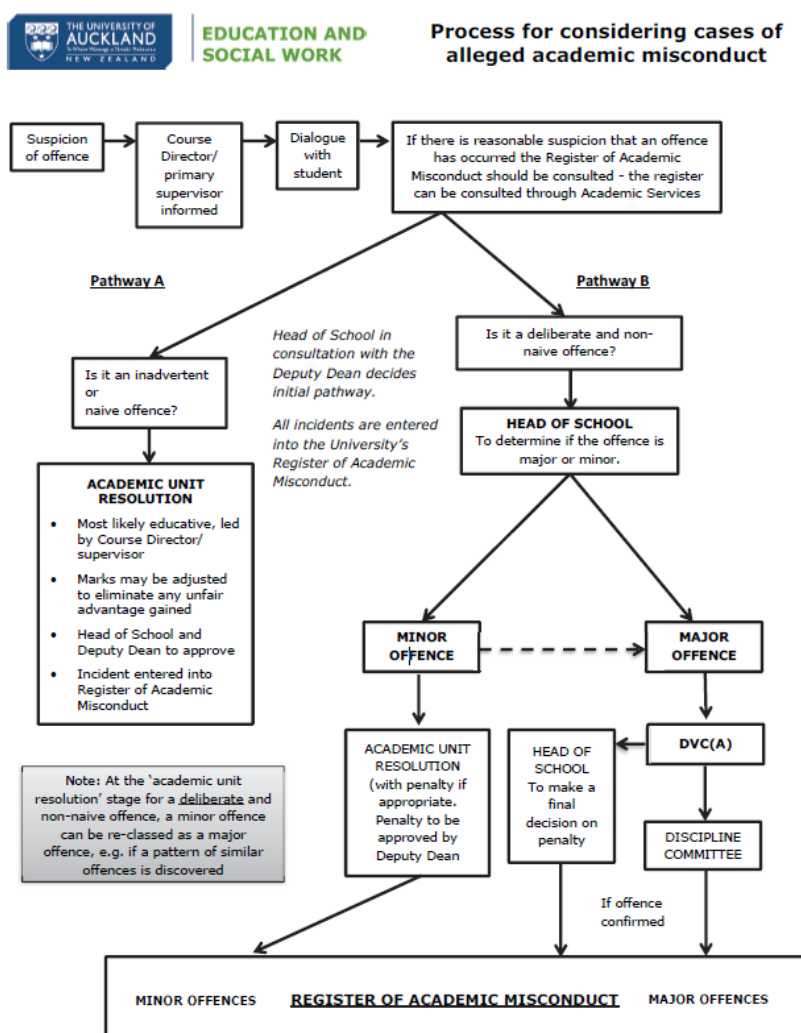 THE UNIVERSITY OF
AUCKLAND
Te Whare Wānanga o Tāmaki Makaurau
NEW ZEALAND
EDUCATION AND
SOCIAL WORK
Process for considering cases of
alleged academic misconduct
Suspicion
of offence
Course
Director/
primary
supervisor
informed
Dialogue
with
student
If there is reasonable suspicion that an offence
has occurred the Register of Academic
Misconduct should be consulted - the register
can be consulted through Academic Services
Pathway A
Pathway B
Is it an inadvertent
or
naive offence?
Head of School in
consultation with the
Deputy Dean decides
initial pathway.
All incidents are entered
into the University's
Register of Academic
Misconduct.
Is it a deliberate and non-
naive offence?
HEAD OF SCHOOL
To determine if the offence is
major or minor.
ACADEMIC UNIT
RESOLUTION
• Most likely educative, led
by Course Director/
supervisor
• Marks may be adjusted
to eliminate any unfair
advantage gained
• Head of School and
Deputy Dean to approve
• Incident entered into
Register of Academic
Misconduct
MINOR
OFFENCE
MAJOR
OFFENCE
ACADEMIC UNIT
RESOLUTION
(with penalty if
appropriate.
Penalty to be
approved by
Deputy Dean
HEAD OF
SCHOOL
To make a
final
decision on
penalty
DVC(A)
DISCIPLINE
COMMITTEE
Note: At the 'academic unit
resolution' stage for a deliberate and
non-naive offence, a minor offence
can be re-classed as a major
offence, e.g. if a pattern of similar
offences is discovered
If offence
confirmed
MINOR OFFENCES
REGISTER OF ACADEMIC MISCONDUCT
MAJOR OFFENCES